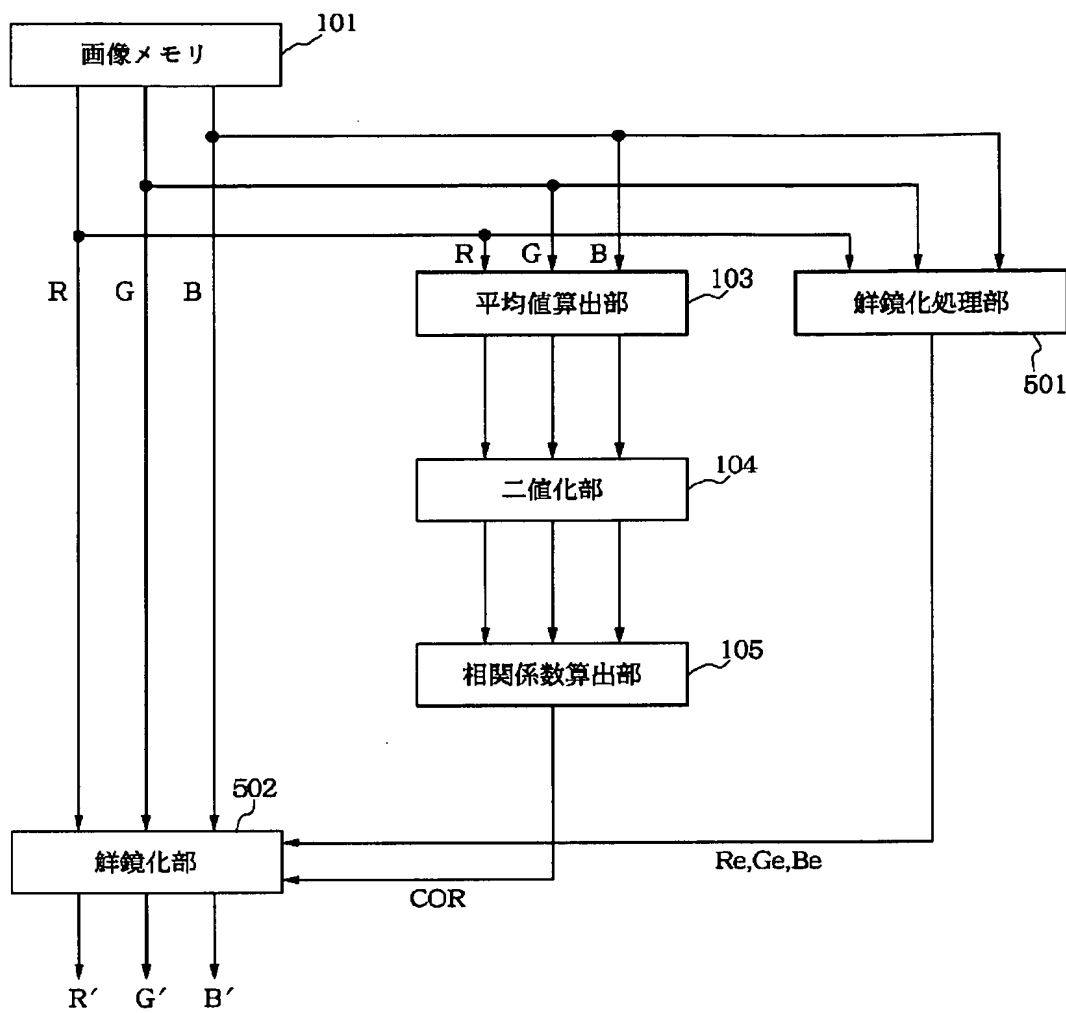 101
画像メモリ
R G B
R G B
平均値算出部
103
鮮鏡化処理部
501
二値化部
104
相関係数算出部
105
502
鮮鏡化部
Re,Ge,Be
COR
R′ G′ B′